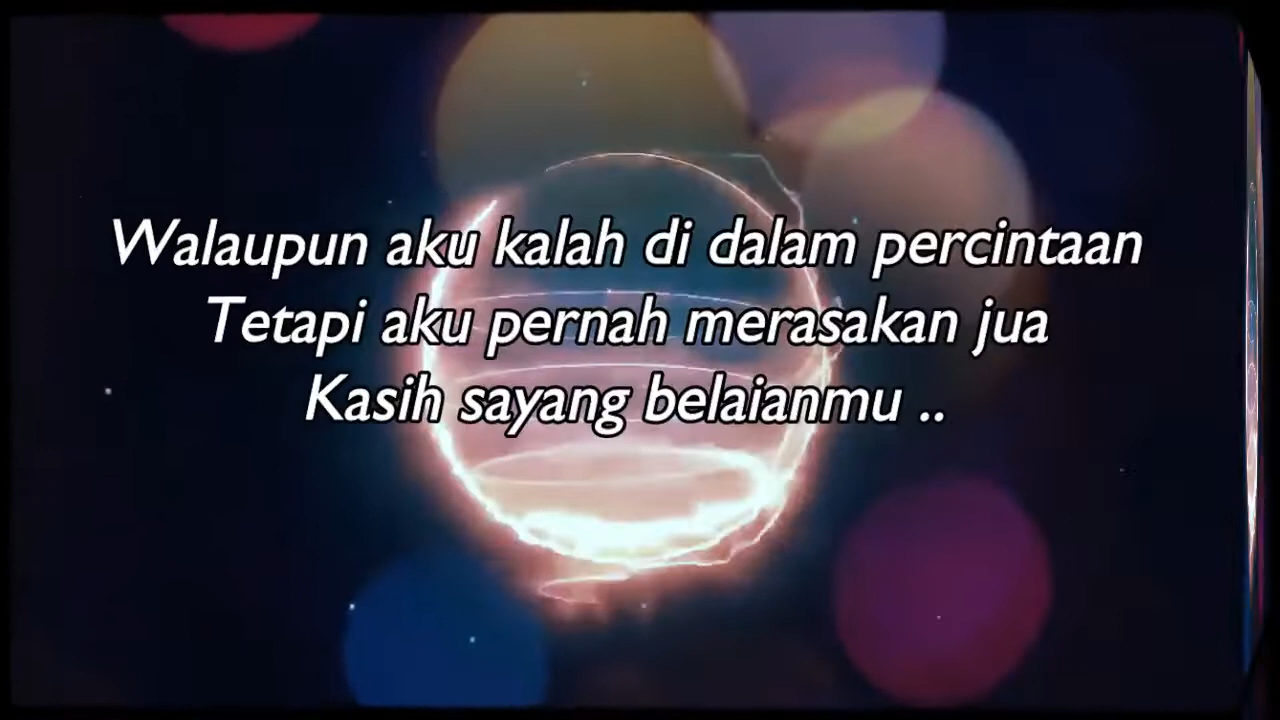 Walaupun aku kalah di dalam percintaan
Tetapi aku pernah merasakan jua
Kasih sayang belaianmu ..